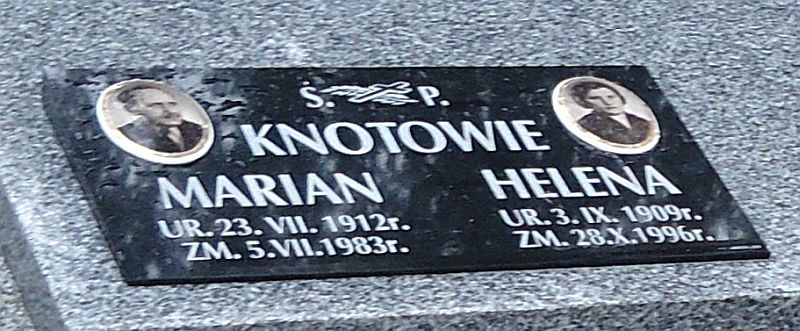 Ś. P.
KNOTOWIE
MARIAN
UR. 23. VII. 1912r.
ZM. 5.VII.1983r.
HELENA
UR. 3. IX. 1909r.
ZM. 28.X.1996r.